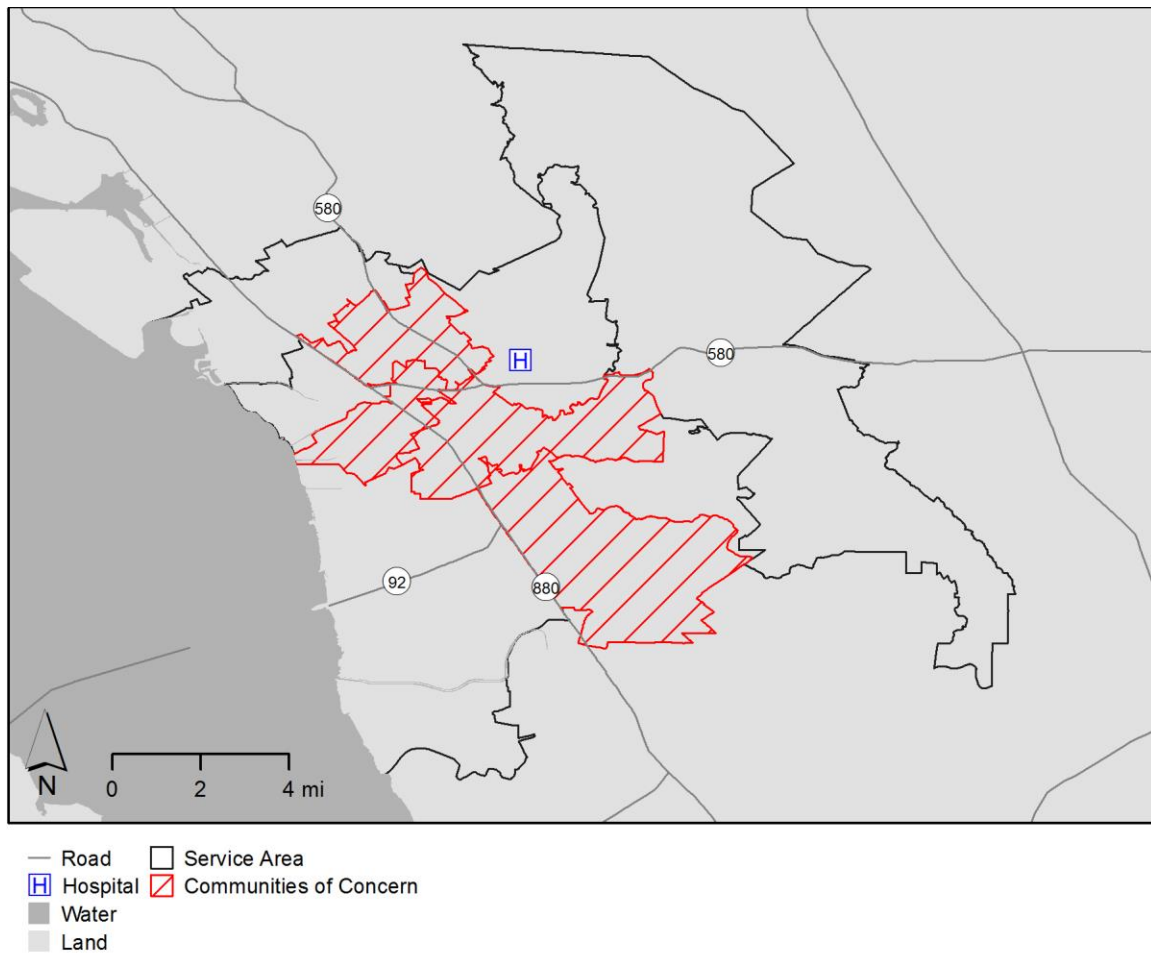 580
H
580
92
880
N
0 2 4 mi
Road Service Area
H Hospital Communities of Concern
Water
Land